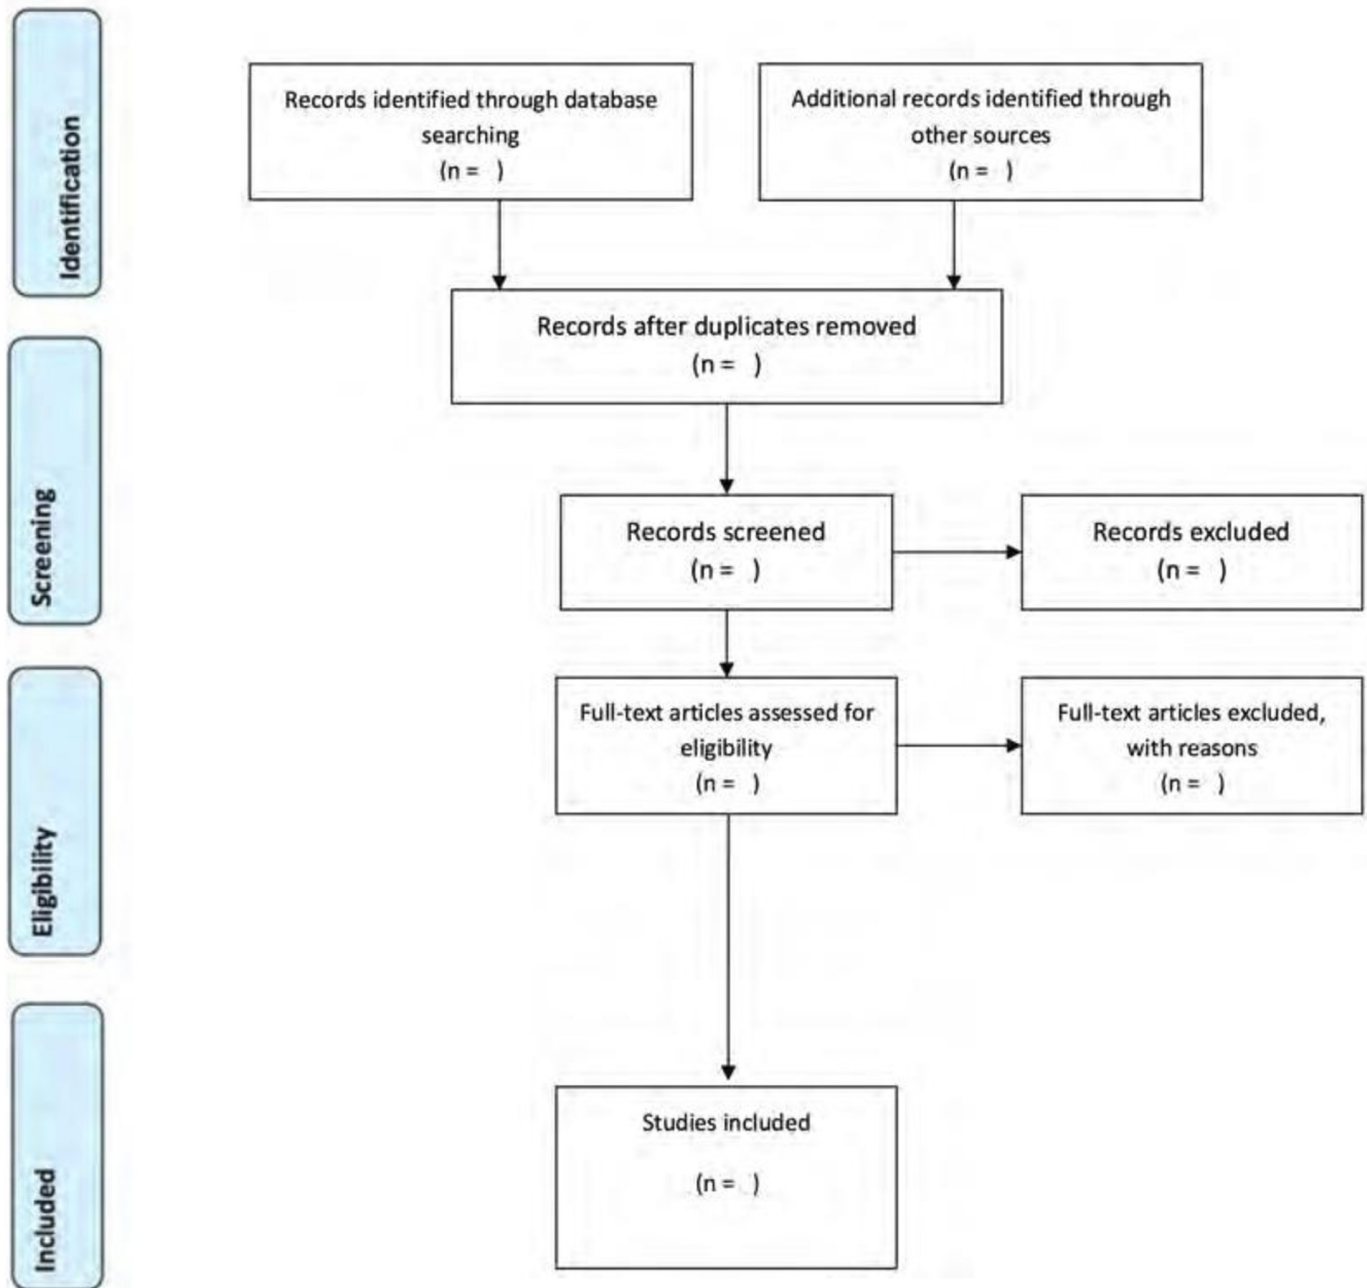 Identification
Records identified through database
searching
(n =   )
Additional records identified through
other sources
(n =   )
Records after duplicates removed
(n =   )
Screening
Records screened
(n =   )
Records excluded
(n =   )
Eligibility
Full-text articles assessed for
eligibility
(n =   )
Full-text articles excluded,
with reasons
(n =   )
Included
Studies included
(n =   )